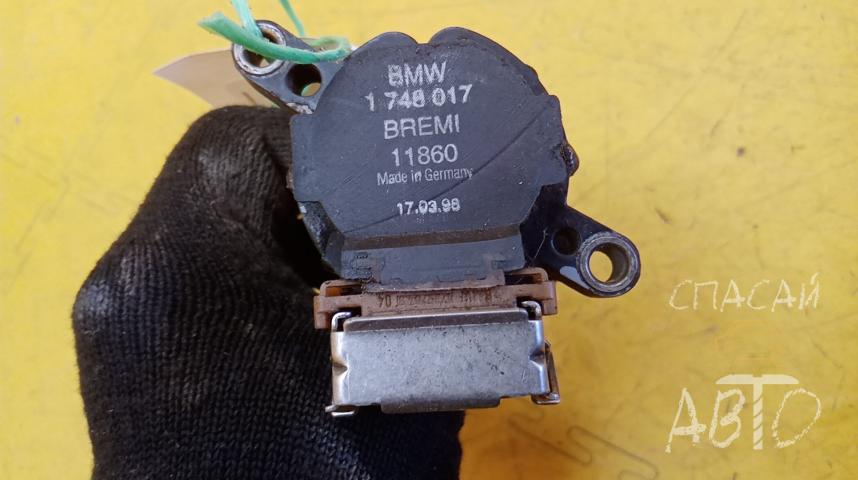 BMW
1 748 017
BREMI
11860
Made in Germany
17.03.98
СПАСАЙ
АВТО